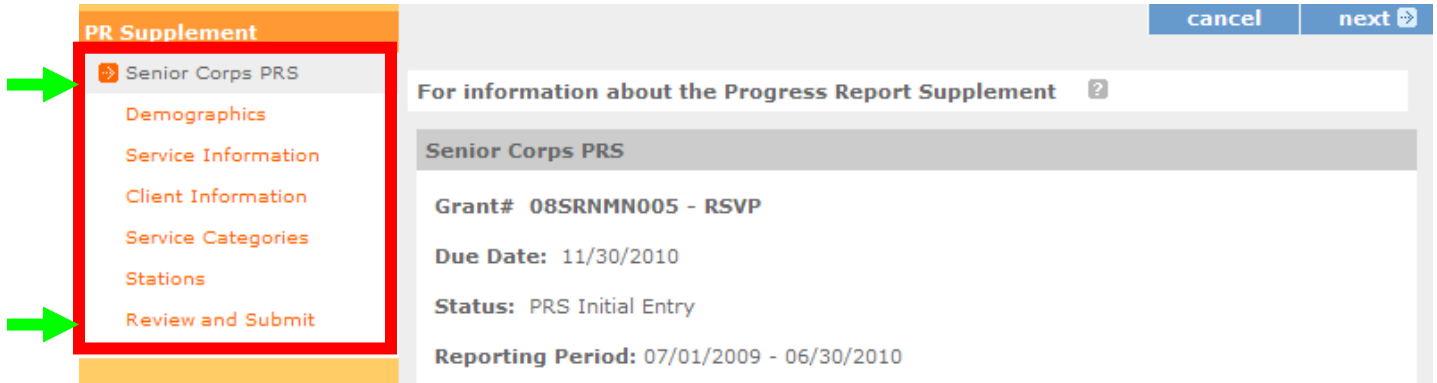 PR Supplement
Senior Corps PRS
Demographics
Service Information
Client Information
Service Categories
Stations
Review and Submit
cancel
next
For information about the Progress Report Supplement ?
Senior Corps PRS
Grant# 08SRNMN005 - RSVP
Due Date: 11/30/2010
Status: PRS Initial Entry
Reporting Period: 07/01/2009 - 06/30/2010